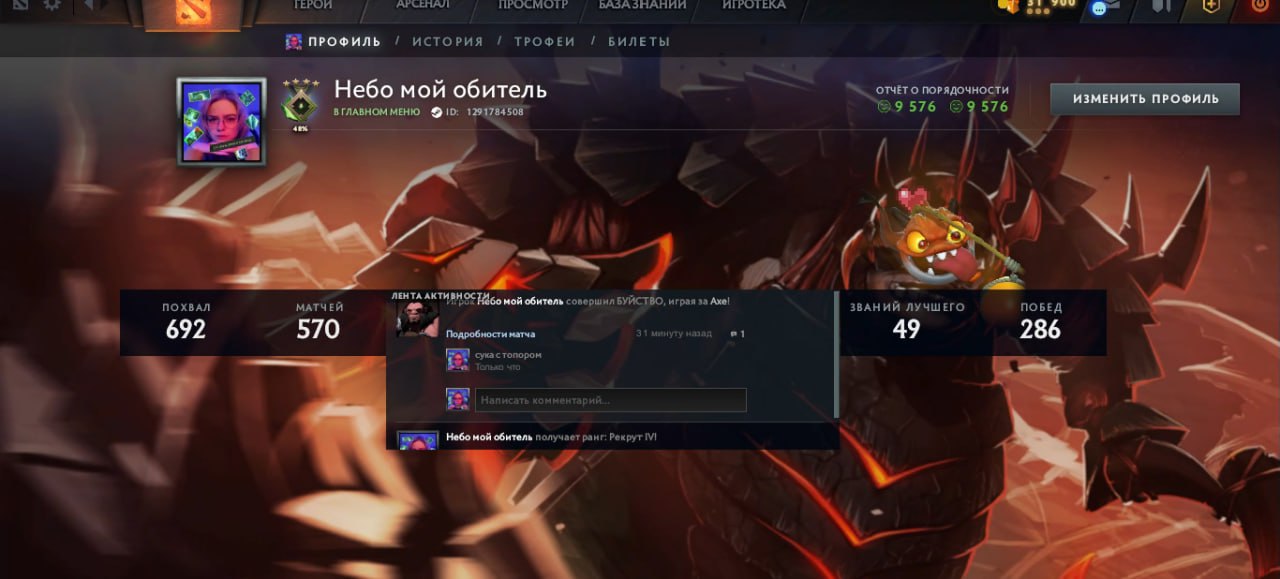 ГЕРОИ АРСЕНАЛ ПРОСМОТР БАЗА ЗНАНИЙ ИГРОТЕКА 31 900
ПРОФИЛЬ / ИСТОРИЯ / ТРОФЕИ / БИЛЕТЫ
Небо мой обитель
В ГЛАВНОМ МЕНЮ ID: 1291784508
48%
ОТЧЁТ О ПОРЯДОЧНОСТИ
9 576 9 576
ИЗМЕНИТЬ ПРОФИЛЬ
ПОХВАЛ
692
МАТЧЕЙ
570
ЛЕНТА АКТИВНОСТИ
Игрок Небо мой обитель совершил БУЙСТВО, играя за Axe!
Подробности матча 31 минуту назад 1
сука с топором
Только что
Написать комментарий...
Небо мой обитель получает ранг: Рекрут IV!
ЗВАНИЙ ЛУЧШЕГО
49
ПОБЕД
286